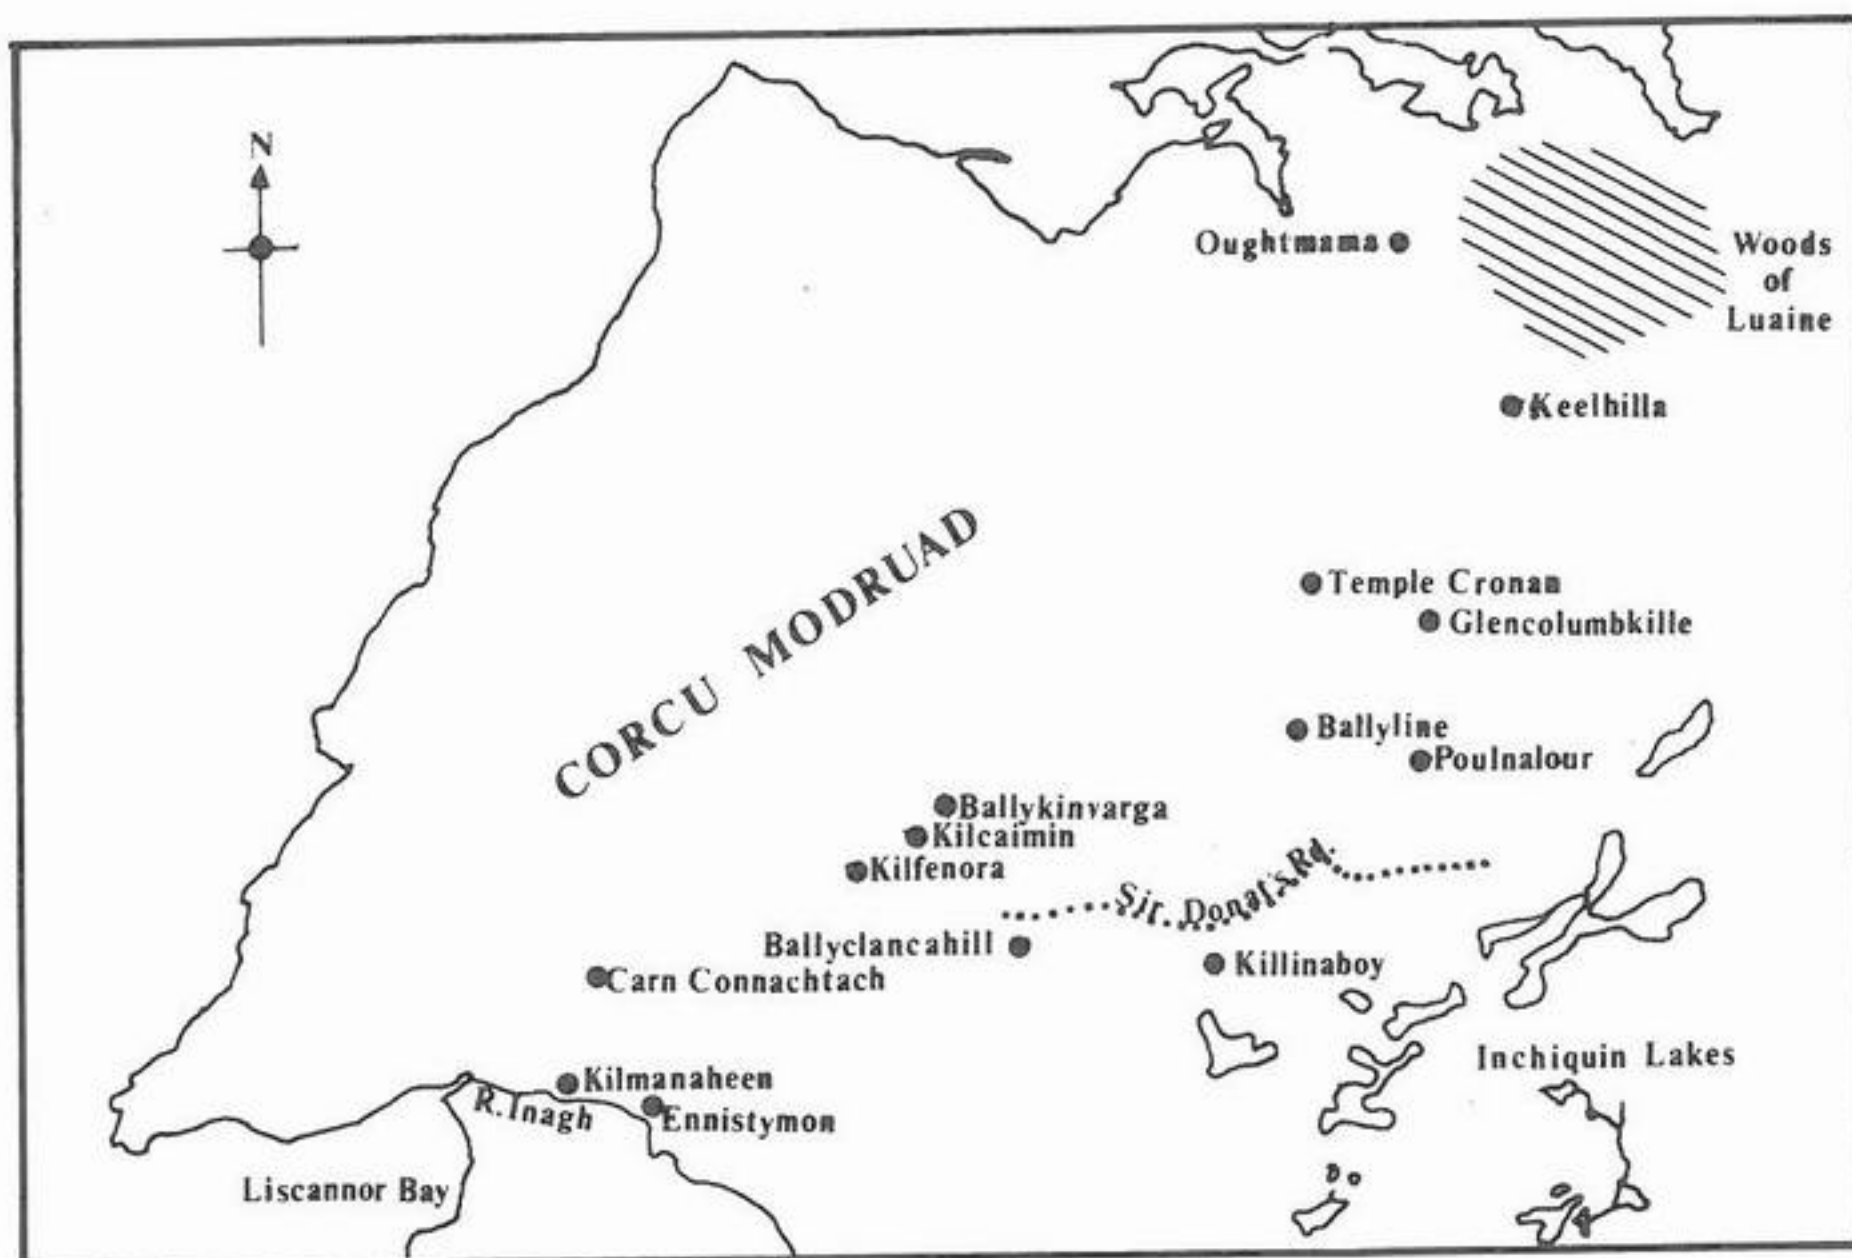 N
Oughtmama
Woods
of
Luaine
Keelhilla
CORCU MODRUAD
Temple Cronan
Glencolumbkille
Ballyline
Poulnalour
Ballykinvarga
Kilcaimin
Kilfenora
Sir. Donat's Rd.
Ballyclancahill
Killinaboy
Carn Connachtach
Inchiquin Lakes
Kilmanaheen
R. Inagh
Ennistymon
Liscannor Bay